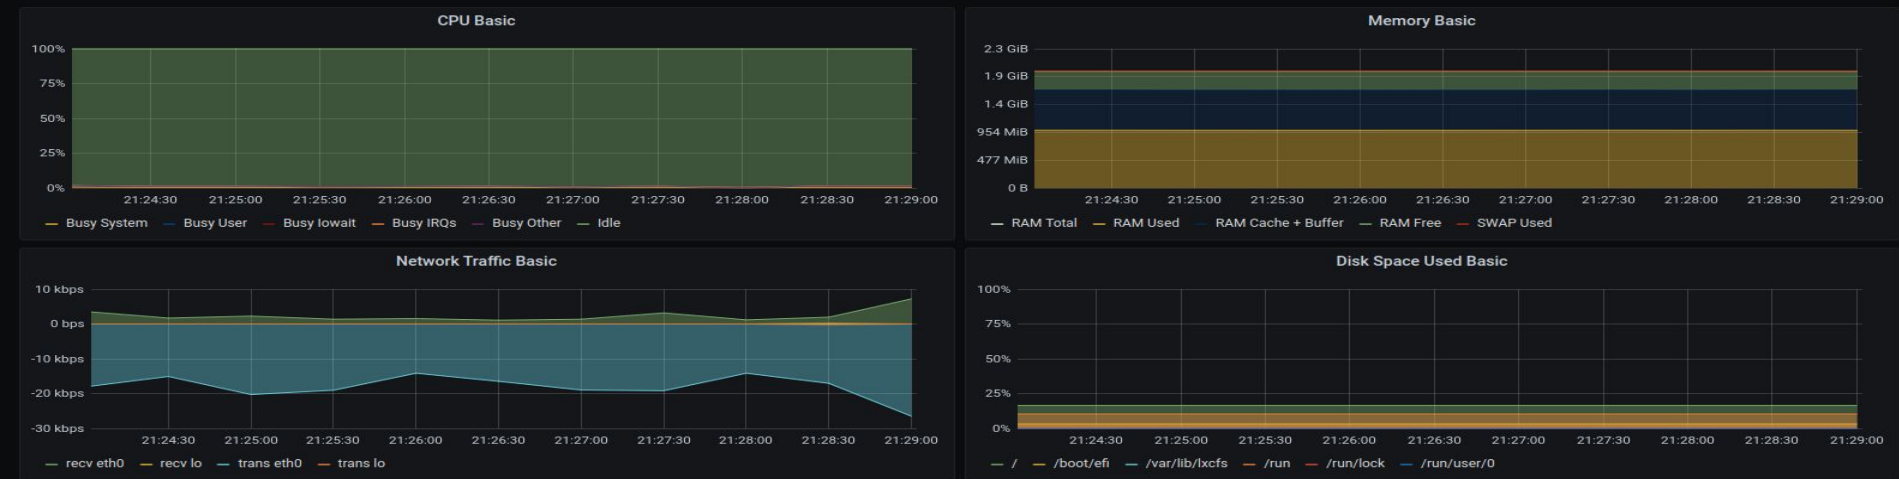 CPU Basic
100%
75%
50%
25%
0%
21:24:30 21:25:00 21:25:30 21:26:00 21:26:30 21:27:00 21:27:30 21:28:00 21:28:30 21:29:00
Busy System Busy User Busy Iowait Busy IRQs Busy Other Idle
Memory Basic
2.3 GiB
1.9 GiB
1.4 GiB
954 MiB
477 MiB
0 B
21:24:30 21:25:00 21:25:30 21:26:00 21:26:30 21:27:00 21:27:30 21:28:00 21:28:30 21:29:00
RAM Total RAM Used RAM Cache + Buffer RAM Free SWAP Used
Network Traffic Basic
10 kbps
0 bps
-10 kbps
-20 kbps
-30 kbps
21:24:30 21:25:00 21:25:30 21:26:00 21:26:30 21:27:00 21:27:30 21:28:00 21:28:30 21:29:00
recv eth0 recv lo trans eth0 trans lo
Disk Space Used Basic
100%
75%
50%
25%
0%
21:24:30 21:25:00 21:25:30 21:26:00 21:26:30 21:27:00 21:27:30 21:28:00 21:28:30 21:29:00
/ /boot/efi /var/lib/lxcfs /run /run/lock /run/user/0